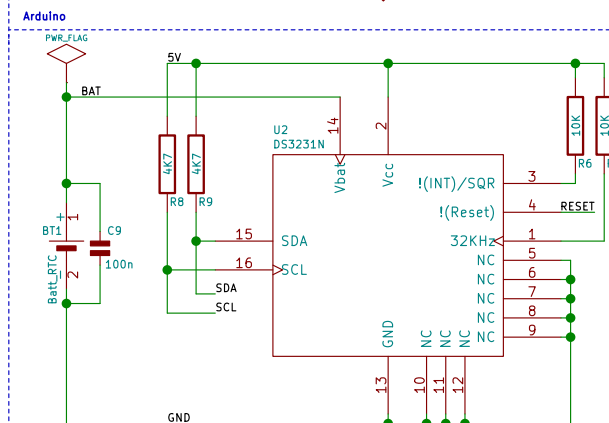 Arduino
PWR_FLAG
5V
BAT
U2
DS3231N
14
2
Vbat
Vcc
4K7
4K7
R8
R9
10K
10K
R6
!(INT)/SQR
3
!(Reset)
4
RESET
32KHz
1
BT1
+
1
C9
100n
Batt_RTC
-
2
15
SDA
16
SCL
SDA
SCL
NC
5
NC
6
NC
7
NC
8
NC
9
GND
NC
NC
NC
13
10
11
12
GND